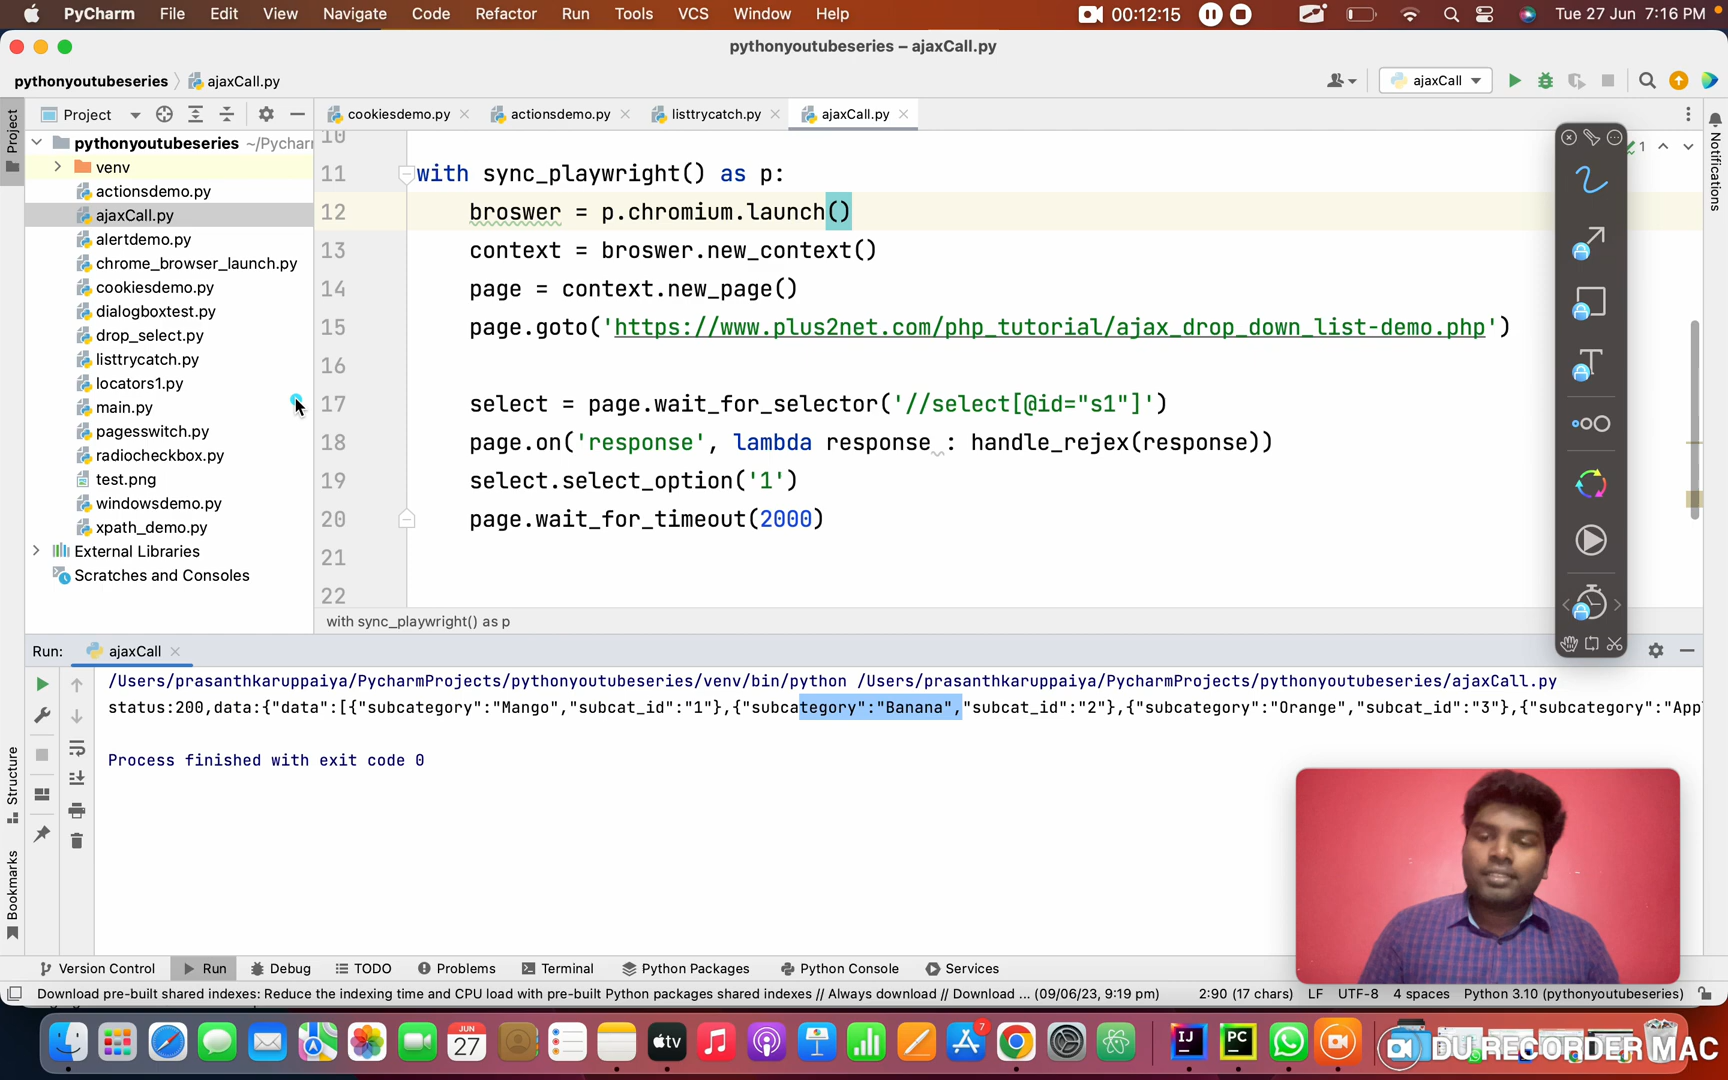 PyCharm File Edit View Navigate Code Refactor Run Tools VCS Window Help 00:12:15 Tue 27 Jun 7:16 PM
pythonyoutubeseries – ajaxCall.py
pythonyoutubeseries ajaxCall.py ajaxCall
Project cookiesdemo.py actionsdemo.py listtrycatch.py ajaxCall.py
Project
Notifications
Structure
Bookmarks
pythonyoutubeseries ~/Pycharm
venv
actionsdemo.py
ajaxCall.py
alertdemo.py
chrome_browser_launch.py
cookiesdemo.py
dialogboxtest.py
drop_select.py
listtrycatch.py
locators1.py
main.py
pagesswitch.py
radiocheckbox.py
test.png
windowsdemo.py
xpath_demo.py
External Libraries
Scratches and Consoles
1
10
11 with sync_playwright() as p:
12 broswer = p.chromium.launch()
13 context = broswer.new_context()
14 page = context.new_page()
15 page.goto('https://www.plus2net.com/php_tutorial/ajax_drop_down_list-demo.php')
16
17 select = page.wait_for_selector('//select[@id="s1"]')
18 page.on('response', lambda response : handle_rejex(response))
19 select.select_option('1')
20 page.wait_for_timeout(2000)
21
22
with sync_playwright() as p
Run: ajaxCall
/Users/prasanthkaruppaiya/PycharmProjects/pythonyoutubeseries/venv/bin/python /Users/prasanthkaruppaiya/PycharmProjects/pythonyoutubeseries/ajaxCall.py
status:200,data:{"data":[{"subcategory":"Mango","subcat_id":"1"},{"subcategory":"Banana","subcat_id":"2"},{"subcategory":"Orange","subcat_id":"3"},{"subcategory":"App
Process finished with exit code 0
Version Control Run Debug TODO Problems Terminal Python Packages Python Console Services
Download pre-built shared indexes: Reduce the indexing time and CPU load with pre-built Python packages shared indexes // Always download // Download ... (09/06/23, 9:19 pm) 2:90 (17 chars) LF UTF-8 4 spaces Python 3.10 (pythonyoutubeseries)
JUN
27
tv
7
IJ
PC
DU RECORDER MAC